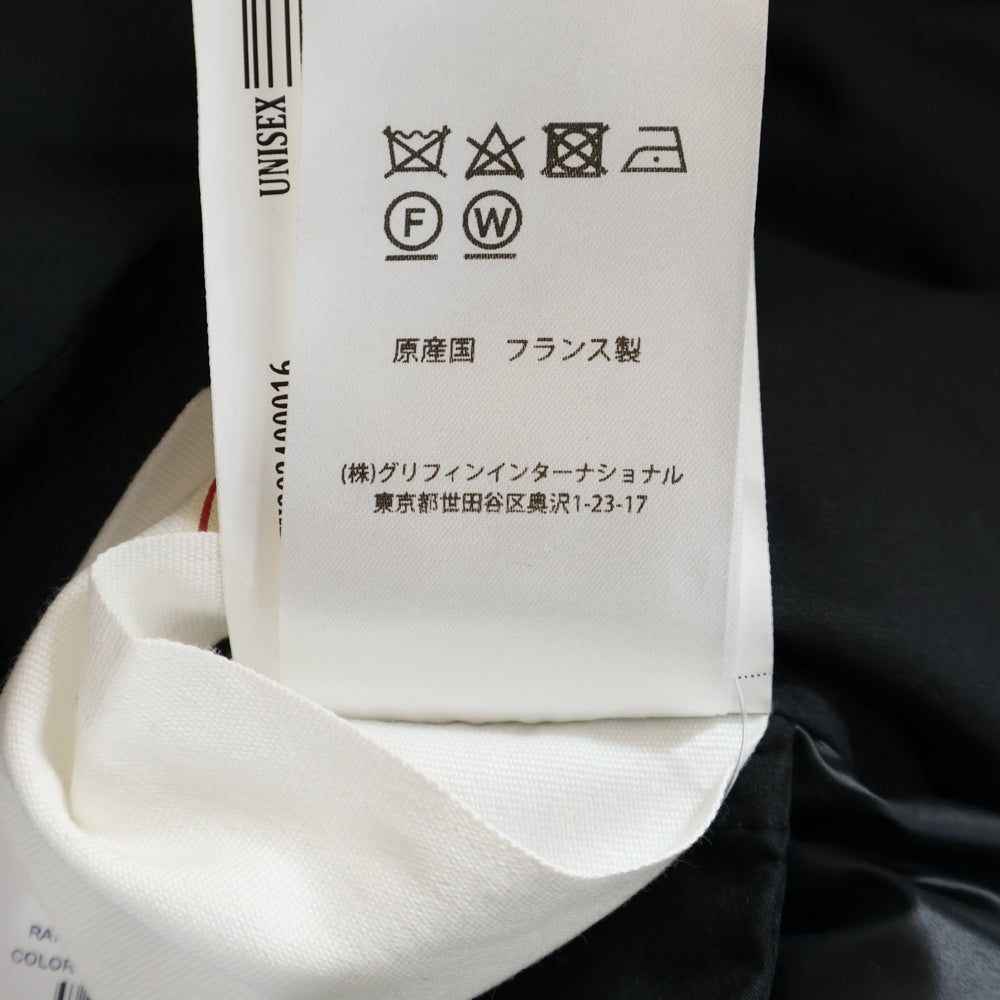 UNISEX
F W
原産国 フランス製
(株)グリフィンインターナショナル
東京都世田谷区奥沢1-23-17
COLOR